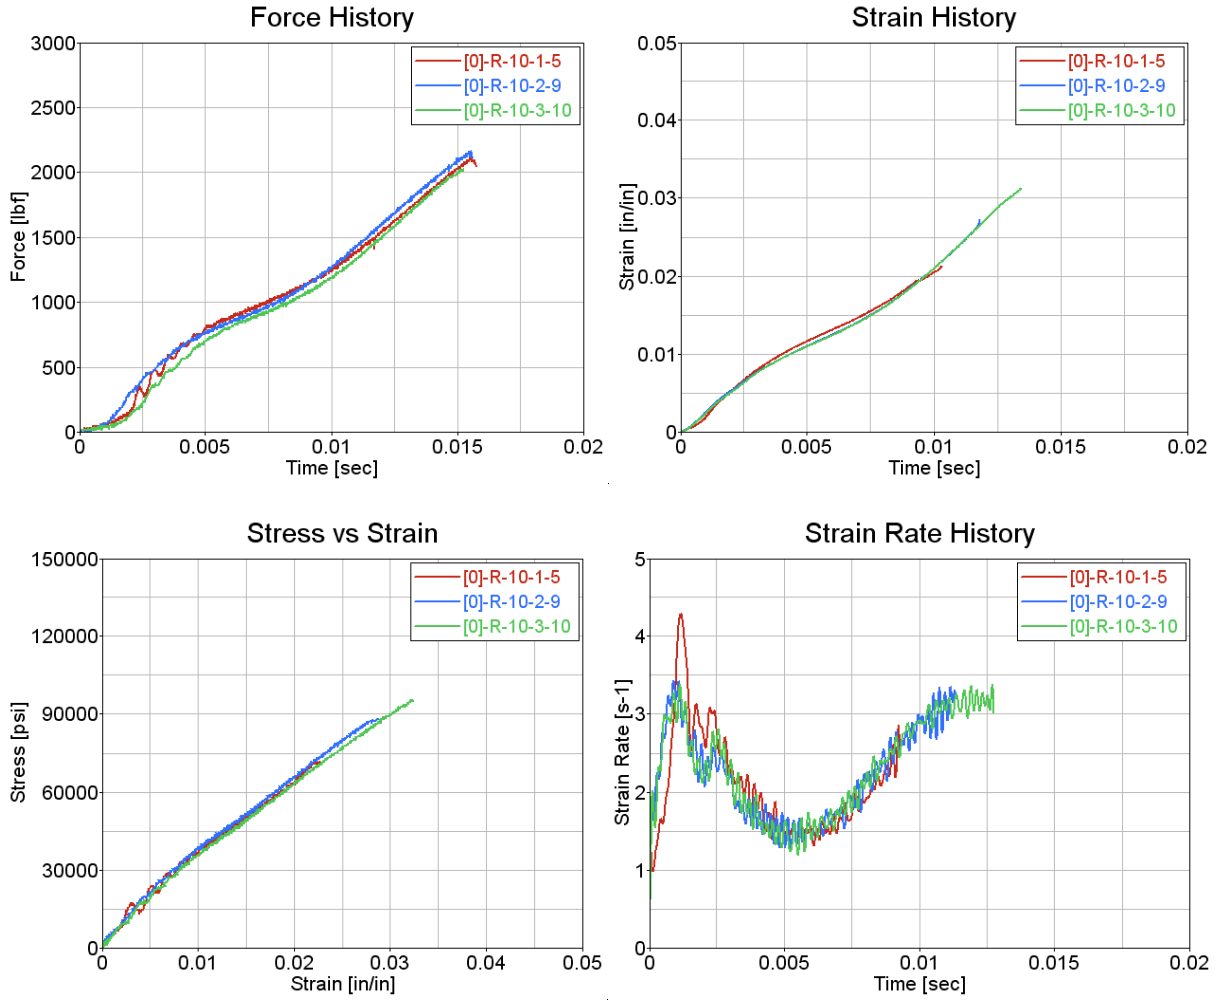 Force History
3000
2500
2000
1500
1000
500
0
Force [lbf]
[0]-R-10-1-5
[0]-R-10-2-9
[0]-R-10-3-10
0 0.005 0.01 0.015 0.02
Time [sec]
Strain History
0.05
0.04
0.03
0.02
0.01
0
Strain [in/in]
[0]-R-10-1-5
[0]-R-10-2-9
[0]-R-10-3-10
0 0.005 0.01 0.015 0.02
Time [sec]
Stress vs Strain
150000
120000
90000
60000
30000
0
Stress [psi]
[0]-R-10-1-5
[0]-R-10-2-9
[0]-R-10-3-10
0 0.01 0.02 0.03 0.04 0.05
Strain [in/in]
Strain Rate History
5
4
3
2
1
0
Strain Rate [s-1]
[0]-R-10-1-5
[0]-R-10-2-9
[0]-R-10-3-10
0 0.005 0.01 0.015 0.02
Time [sec]